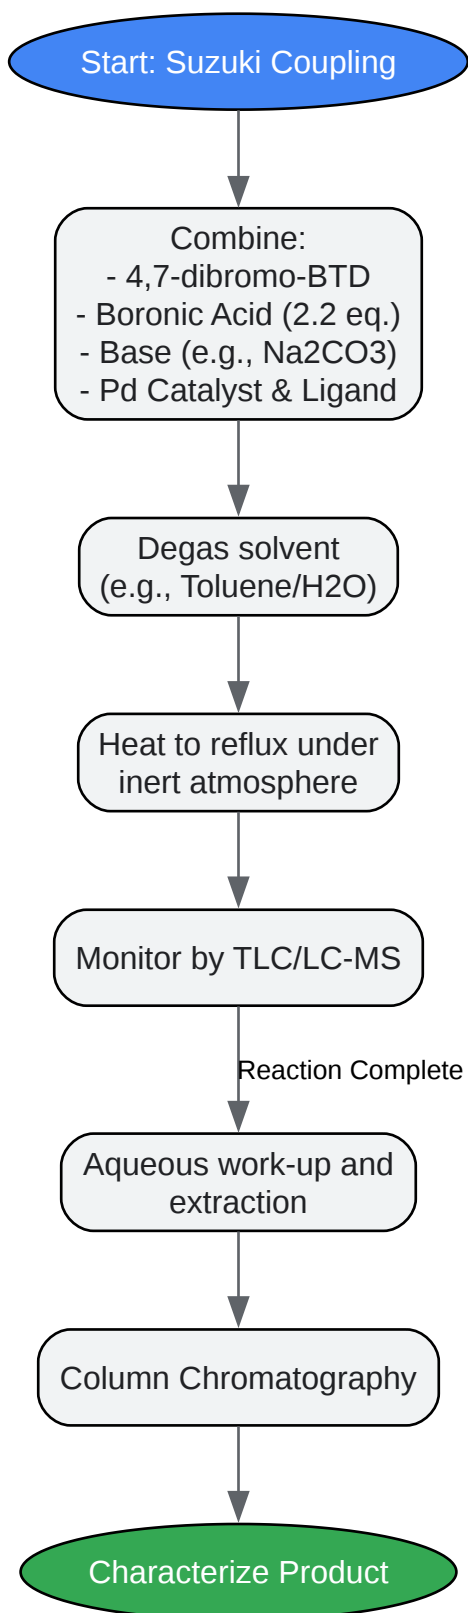 Start: Suzuki Coupling
Combine:
- 4,7-dibromo-BTD
- Boronic Acid (2.2 eq.)
- Base (e.g., Na2CO3)
- Pd Catalyst & Ligand
Degas solvent
(e.g., Toluene/H2O)
Heat to reflux under
inert atmosphere
Monitor by TLC/LC-MS
Reaction Complete
Aqueous work-up and
extraction
Column Chromatography
Characterize Product